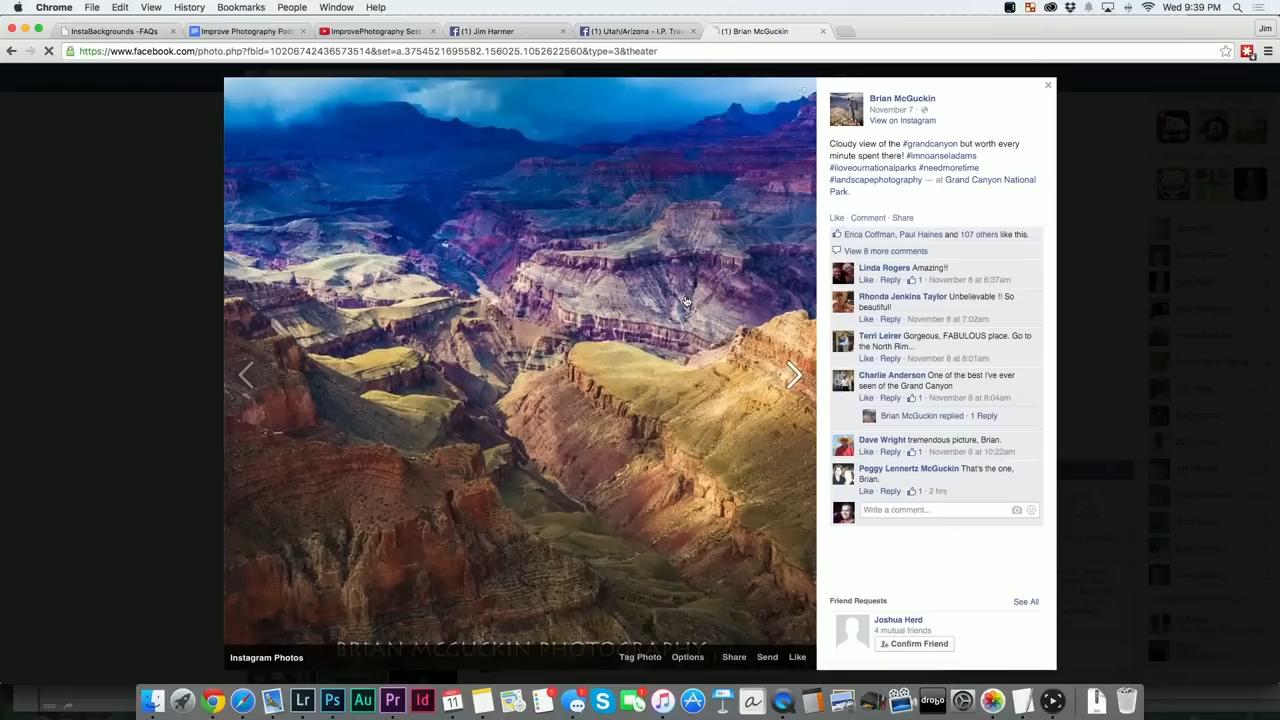 Chrome File Edit View History Bookmarks People Window Help
Wed 9:39 PM
InstaBackgrounds -FAQs
Improve Photography Podc
ImprovePhotography Sets
(1) Jim Harmer
(1) Utah/Arizona - I.P. Trav
(1) Brian McGuckin
Jim
https://www.facebook.com/photo.php?fbid=10206742436573514&set=a.3754521695582.156025.1052622560&type=3&theater
Brian McGuckin
November 7
View on Instagram
Cloudy view of the #grandcanyon but worth every
minute spent there! #imnoanseladams
#iloveournationalparks #needmoretime
#landscapephotography — at Grand Canyon National
Park.
Like · Comment · Share
Erica Coffman, Paul Haines and 107 others like this.
View 8 more comments
Linda Rogers Amazing!!
Like · Reply · 1 · November 8 at 6:37am
Rhonda Jenkins Taylor Unbelievable !! So
beautiful!
Like · Reply · November 8 at 7:02am
Terri Leirer Gorgeous, FABULOUS place. Go to
the North Rim...
Like · Reply · November 8 at 8:01am
Charlie Anderson One of the best I've ever
seen of the Grand Canyon
Like · Reply · 1 · November 8 at 8:04am
Brian McGuckin replied · 1 Reply
Dave Wright tremendous picture, Brian.
Like · Reply · 1 · November 8 at 10:22am
Peggy Lennertz McGuckin That's the one,
Brian.
Like · Reply · 1 · 2 hrs
Write a comment...
Friend Requests See All
Joshua Herd
4 mutual friends
Confirm Friend
BRIAN MCGUCKIN PHOTOGRAPHY
Instagram Photos
Tag Photo Options Share Send Like
Lr Ps Au Pr Id 11 a drobo